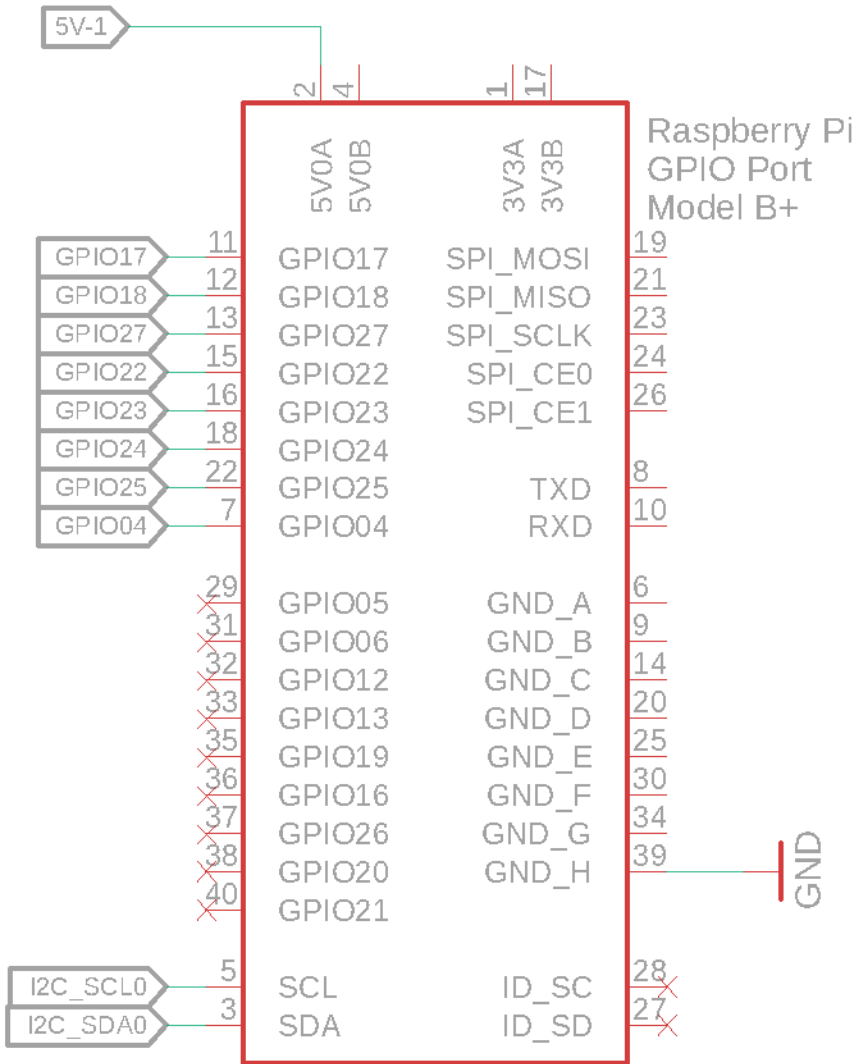 5V-1
2 4 1 17
5V0A 5V0B 3V3A 3V3B
Raspberry Pi
GPIO Port
Model B+
GPIO17 11 GPIO17 SPI_MOSI 19
GPIO18 12 GPIO18 SPI_MISO 21
GPIO27 13 GPIO27 SPI_SCLK 23
GPIO22 15 GPIO22 SPI_CE0 24
GPIO23 16 GPIO23 SPI_CE1 26
GPIO24 18 GPIO24
GPIO25 22 GPIO25 TXD 8
GPIO04 7 GPIO04 RXD 10
29 GPIO05 GND_A 6
31 GPIO06 GND_B 9
32 GPIO12 GND_C 14
33 GPIO13 GND_D 20
35 GPIO19 GND_E 25
36 GPIO16 GND_F 30
37 GPIO26 GND_G 34
38 GPIO20 GND_H 39 GND
40 GPIO21
I2C_SCL0 5 SCL ID_SC 28
I2C_SDA0 3 SDA ID_SD 27